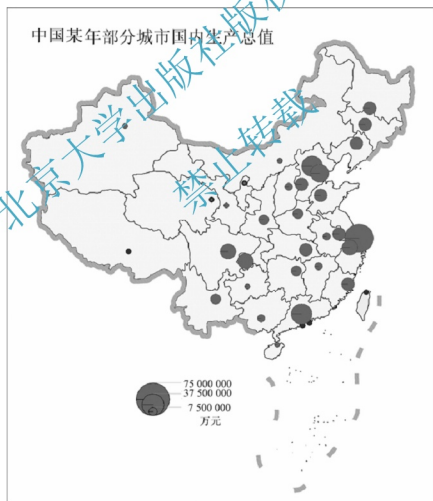 中国某年部分城市国内生产总值
北京大学出版社版权
禁止转载
75 000 000
37 500 000
7 500 000
万元